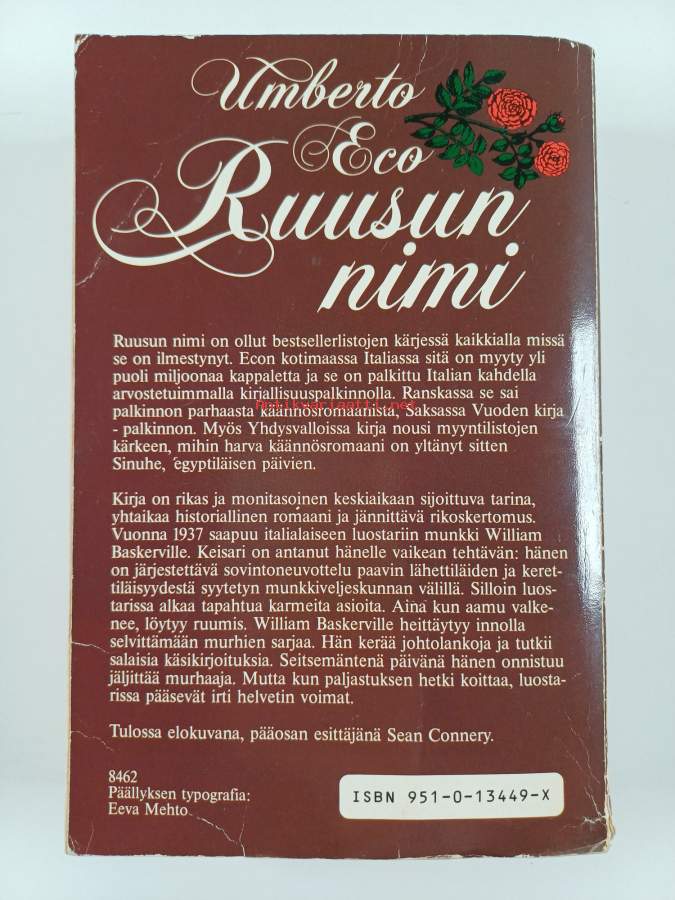 Umberto
Eco
Ruusun
nimi
Ruusun nimi on ollut bestsellerlistojen kärjessä kaikkialla missä
se on ilmestynyt. Econ kotimaassa Italiassa sitä on myyty yli
puoli miljoonaa kappaletta ja se on palkittu Italian kahdella
arvostetuimmalla kirjallisuuspalkinnolla. Ranskassa se sai
palkinnon parhaasta käännösromaanista, Saksassa Vuoden kirja
antikvariaatti.net
- palkinnon. Myös Yhdysvalloissa kirja nousi myyntilistojen
kärkeen, mihin harva käännösromaani on yltänyt sitten
Sinuhe, egyptiläisen päivien.
Kirja on rikas ja monitasoinen keskiaikaan sijoittuva tarina,
yhtaikaa historiallinen romaani ja jännittävä rikoskertomus.
Vuonna 1937 saapuu italialaiseen luostariin munkki William
Baskerville. Keisari on antanut hänelle vaikean tehtävän: hänen
on järjestettävä sovintoneuvottelu paavin lähettiläiden ja keret-
tiläisyydestä syytetyn munkkiveljeskunnan välillä. Silloin luos-
tarissa alkaa tapahtua karmeita asioita. Aina kun aamu valke-
nee, löytyy ruumis. William Baskerville heittäytyy innolla
selvittämään murhien sarjaa. Hän kerää johtolankoja ja tutkii
salaisia käsikirjoituksia. Seitsemäntenä päivänä hänen onnistuu
jäljittää murhaaja. Mutta kun paljastuksen hetki koittaa, luosta-
rissa pääsevät irti helvetin voimat.
Tulossa elokuvana, pääosan esittäjänä Sean Connery.
8462
Päällyksen typografia:
Eeva Mehto
ISBN 951-0-13449-X